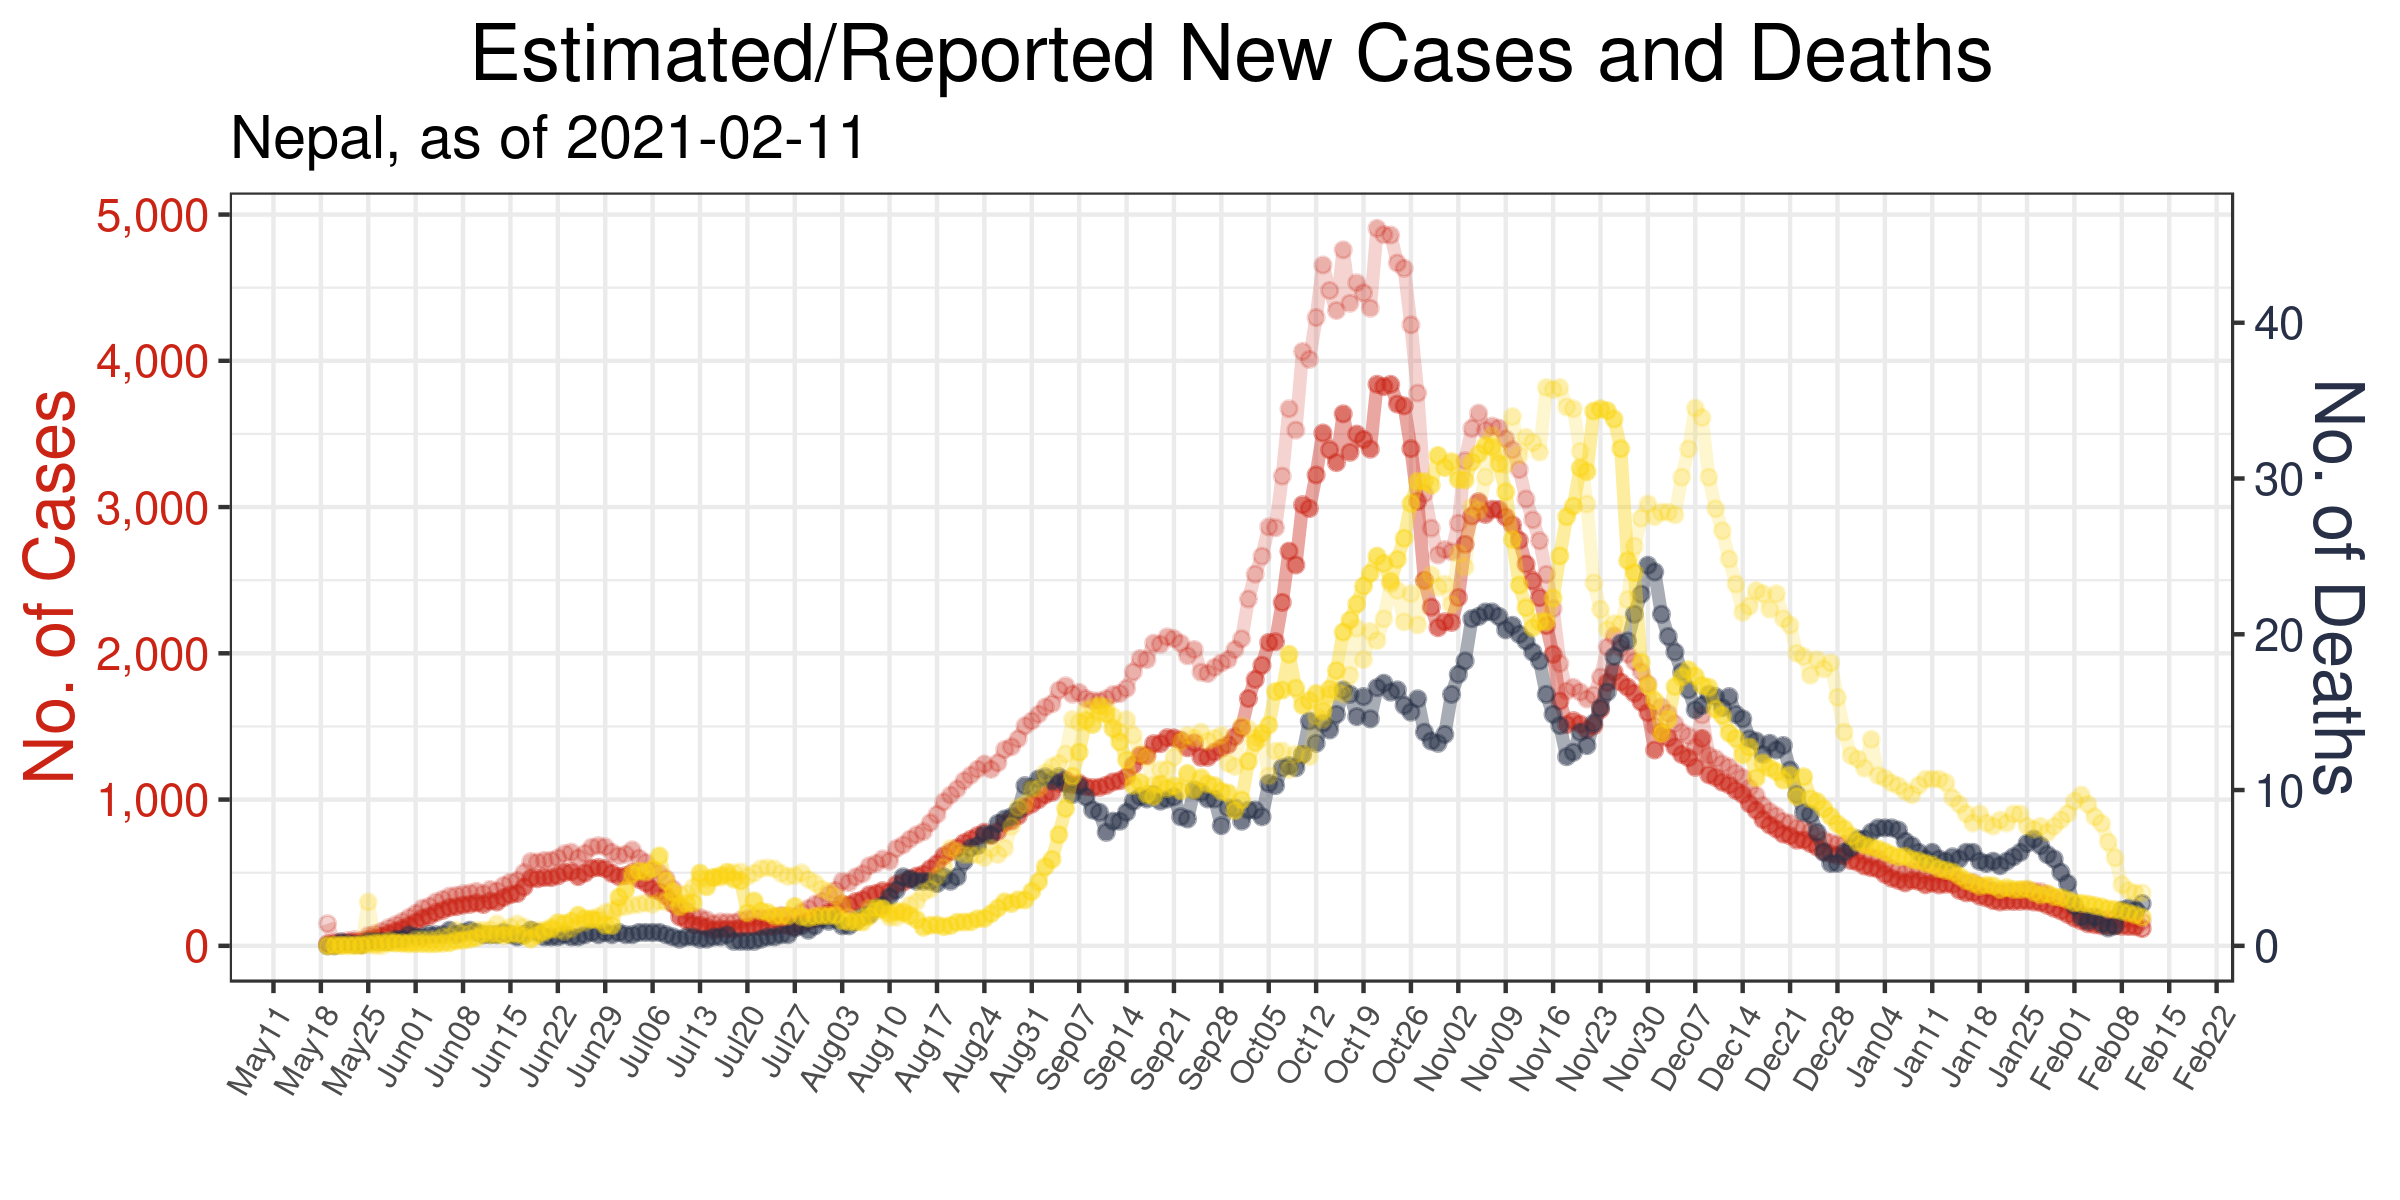 Estimated/Reported New Cases and Deaths
Nepal, as of 2021-02-11
No. of Cases
5,000
4,000
3,000
2,000
1,000
0
40
30
20
10
0
No. of Deaths
May11 May18 May25 Jun01 Jun08 Jun15 Jun22 Jun29 Jul06 Jul13 Jul20 Jul27 Aug03 Aug10 Aug17 Aug24 Aug31 Sep07 Sep14 Sep21 Sep28 Oct05 Oct12 Oct19 Oct26 Nov02 Nov09 Nov16 Nov23 Nov30 Dec07 Dec14 Dec21 Dec28 Jan04 Jan11 Jan18 Jan25 Feb01 Feb08 Feb15 Feb22